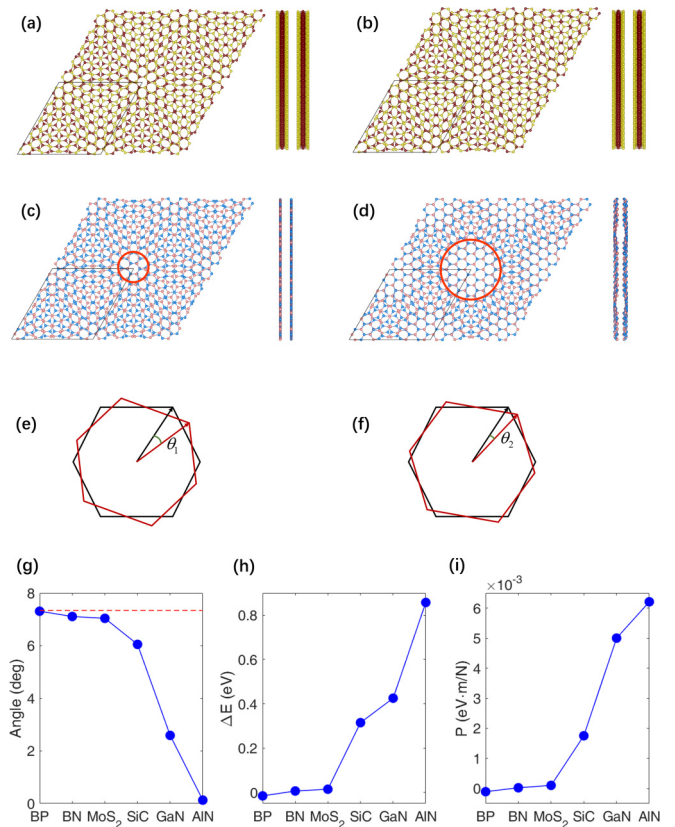 (a)
(b)
(c)
(d)
(e)
(f)
θ₁
θ₂
(g)
(h)
(i)
8
6
4
2
0
Angle (deg)
BP BN MoS₂ SiC GaN AlN
0.8
0.6
0.4
0.2
0
ΔE (eV)
BP BN MoS₂ SiC GaN AlN
×10⁻³
6
5
4
3
2
1
0
P (eV·m/N)
BP BN MoS₂ SiC GaN AlN